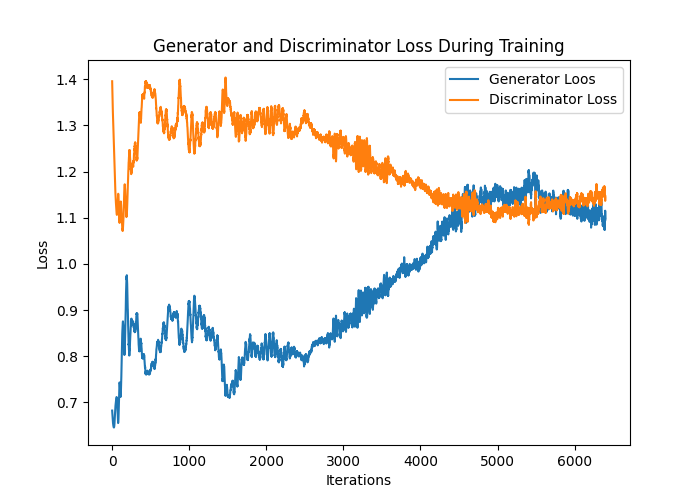 Generator and Discriminator Loss During Training
Generator Loos
Discriminator Loss
1.4
1.3
1.2
1.1
1.0
0.9
0.8
0.7
Loss
0 1000 2000 3000 4000 5000 6000
Iterations